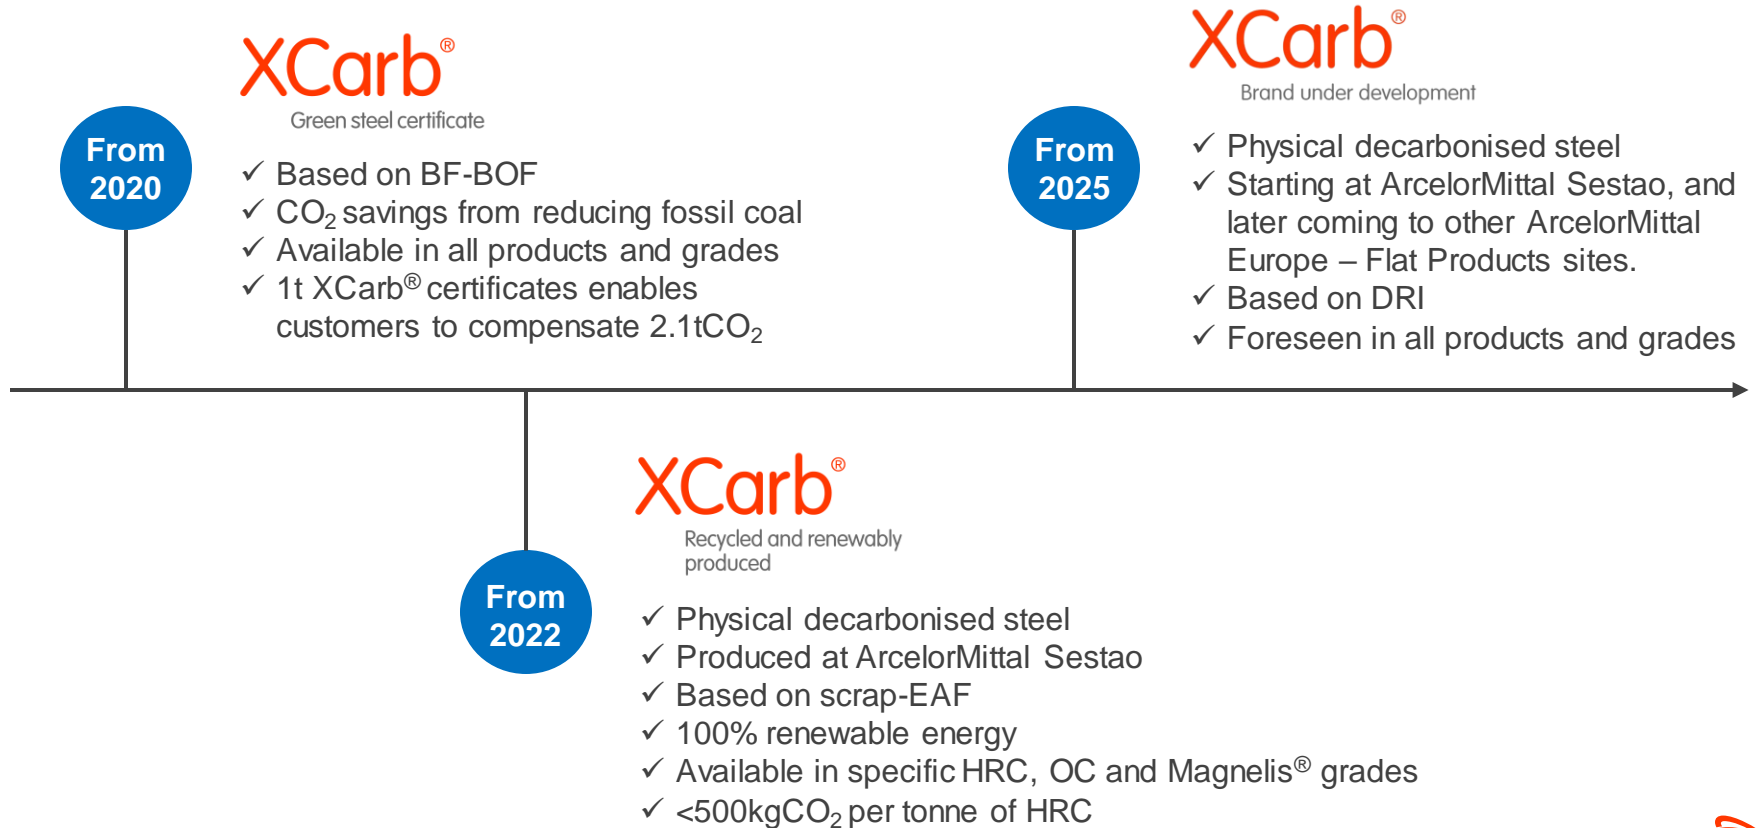 XCarb®
Green steel certificate
From
2020
✓ Based on BF-BOF
✓ CO₂ savings from reducing fossil coal
✓ Available in all products and grades
✓ 1t XCarb® certificates enables
customers to compensate 2.1tCO₂
XCarb®
Brand under development
From
2025
✓ Physical decarbonised steel
✓ Starting at ArcelorMittal Sestao, and
later coming to other ArcelorMittal
Europe – Flat Products sites.
✓ Based on DRI
✓ Foreseen in all products and grades
XCarb®
Recycled and renewably
produced
From
2022
✓ Physical decarbonised steel
✓ Produced at ArcelorMittal Sestao
✓ Based on scrap-EAF
✓ 100% renewable energy
✓ Available in specific HRC, OC and Magnelis® grades
✓ <500kgCO₂ per tonne of HRC